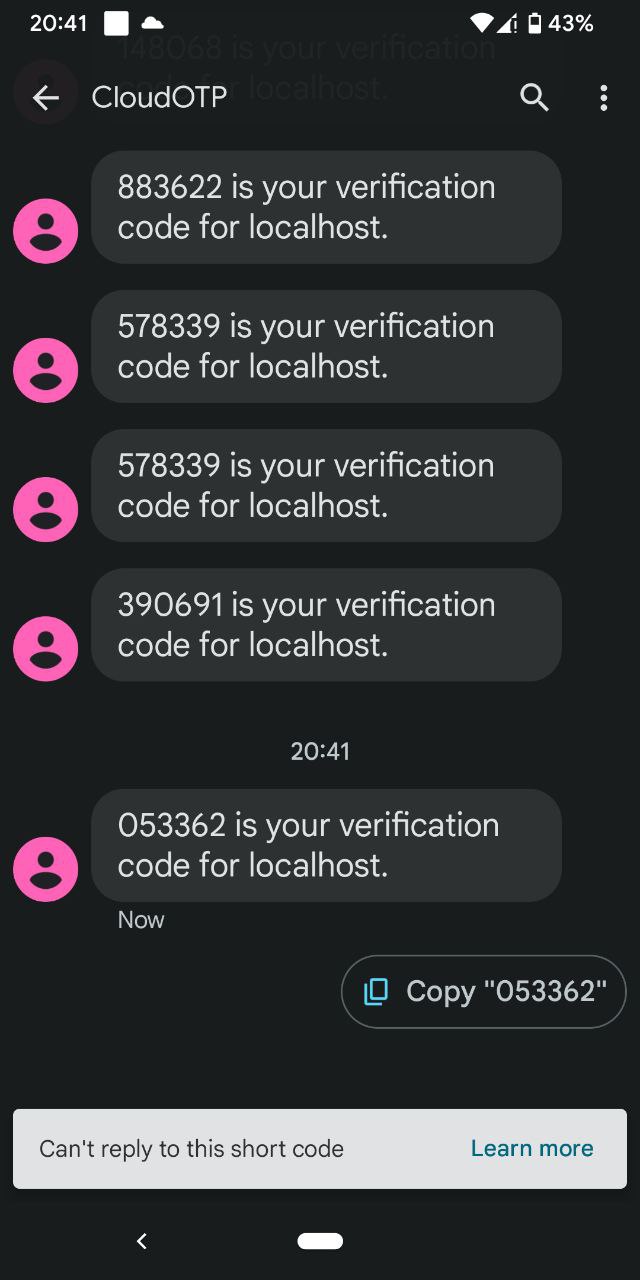 20:41
43%
148068 is your verification
code for localhost.
CloudOTP
883622 is your verification
code for localhost.
578339 is your verification
code for localhost.
578339 is your verification
code for localhost.
390691 is your verification
code for localhost.
20:41
053362 is your verification
code for localhost.
Now
Copy "053362"
Can't reply to this short code
Learn more